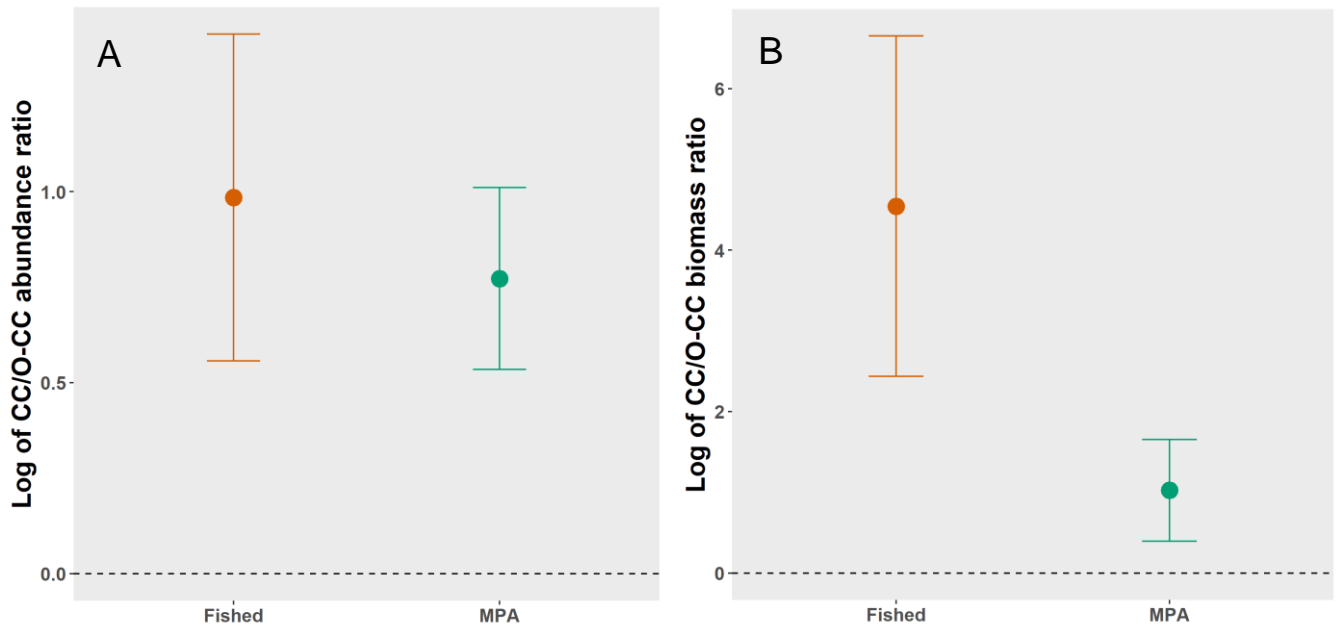 A
Log of CC/O-CC abundance ratio
1.0
0.5
0.0
Fished MPA
B
Log of CC/O-CC biomass ratio
6
4
2
0
Fished MPA